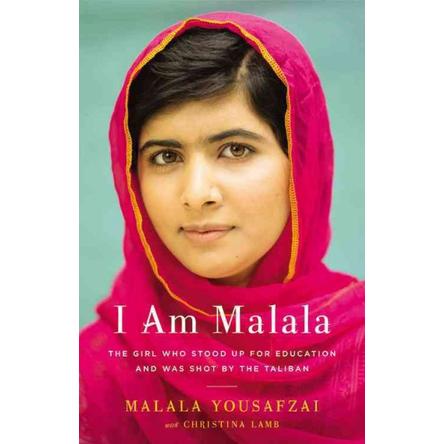 I Am Malala
THE GIRL WHO STOOD UP FOR EDUCATION
AND WAS SHOT BY THE TALIBAN
MALALA YOUSAFZAI
with CHRISTINA LAMB